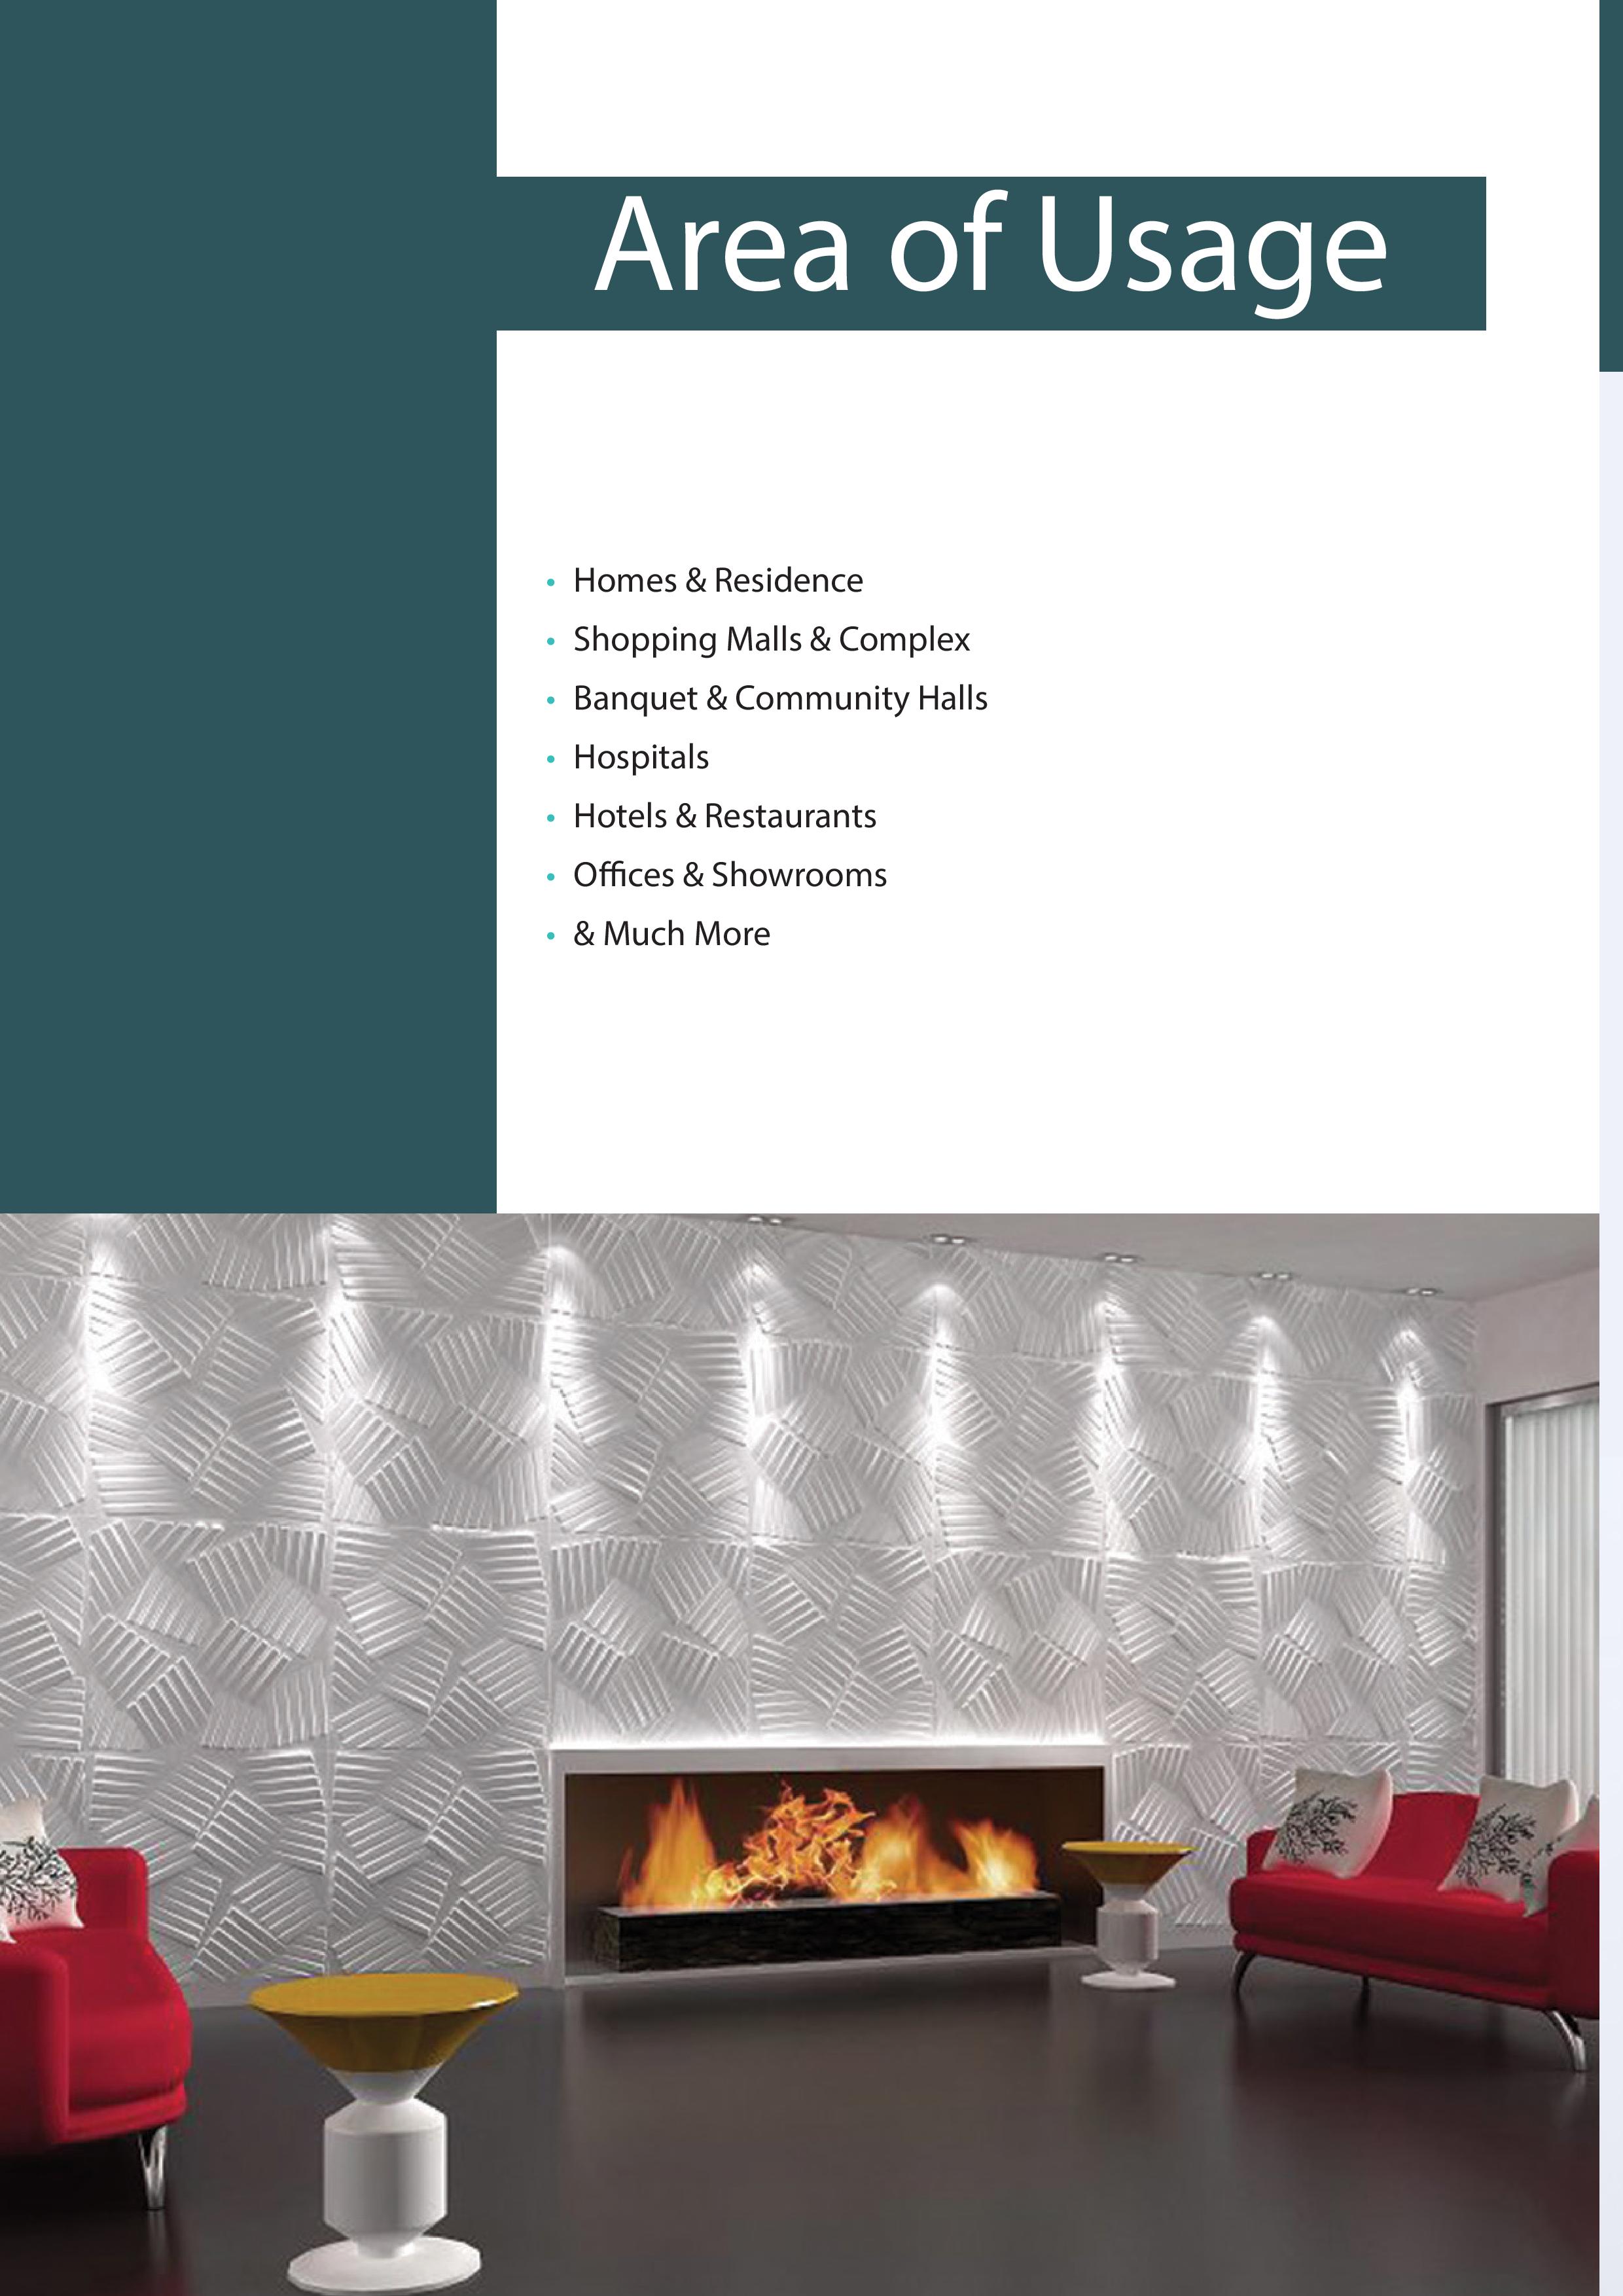 Area of Usage
• Homes & Residence
• Shopping Malls & Complex
• Banquet & Community Halls
• Hospitals
• Hotels & Restaurants
• Offices & Showrooms
• & Much More